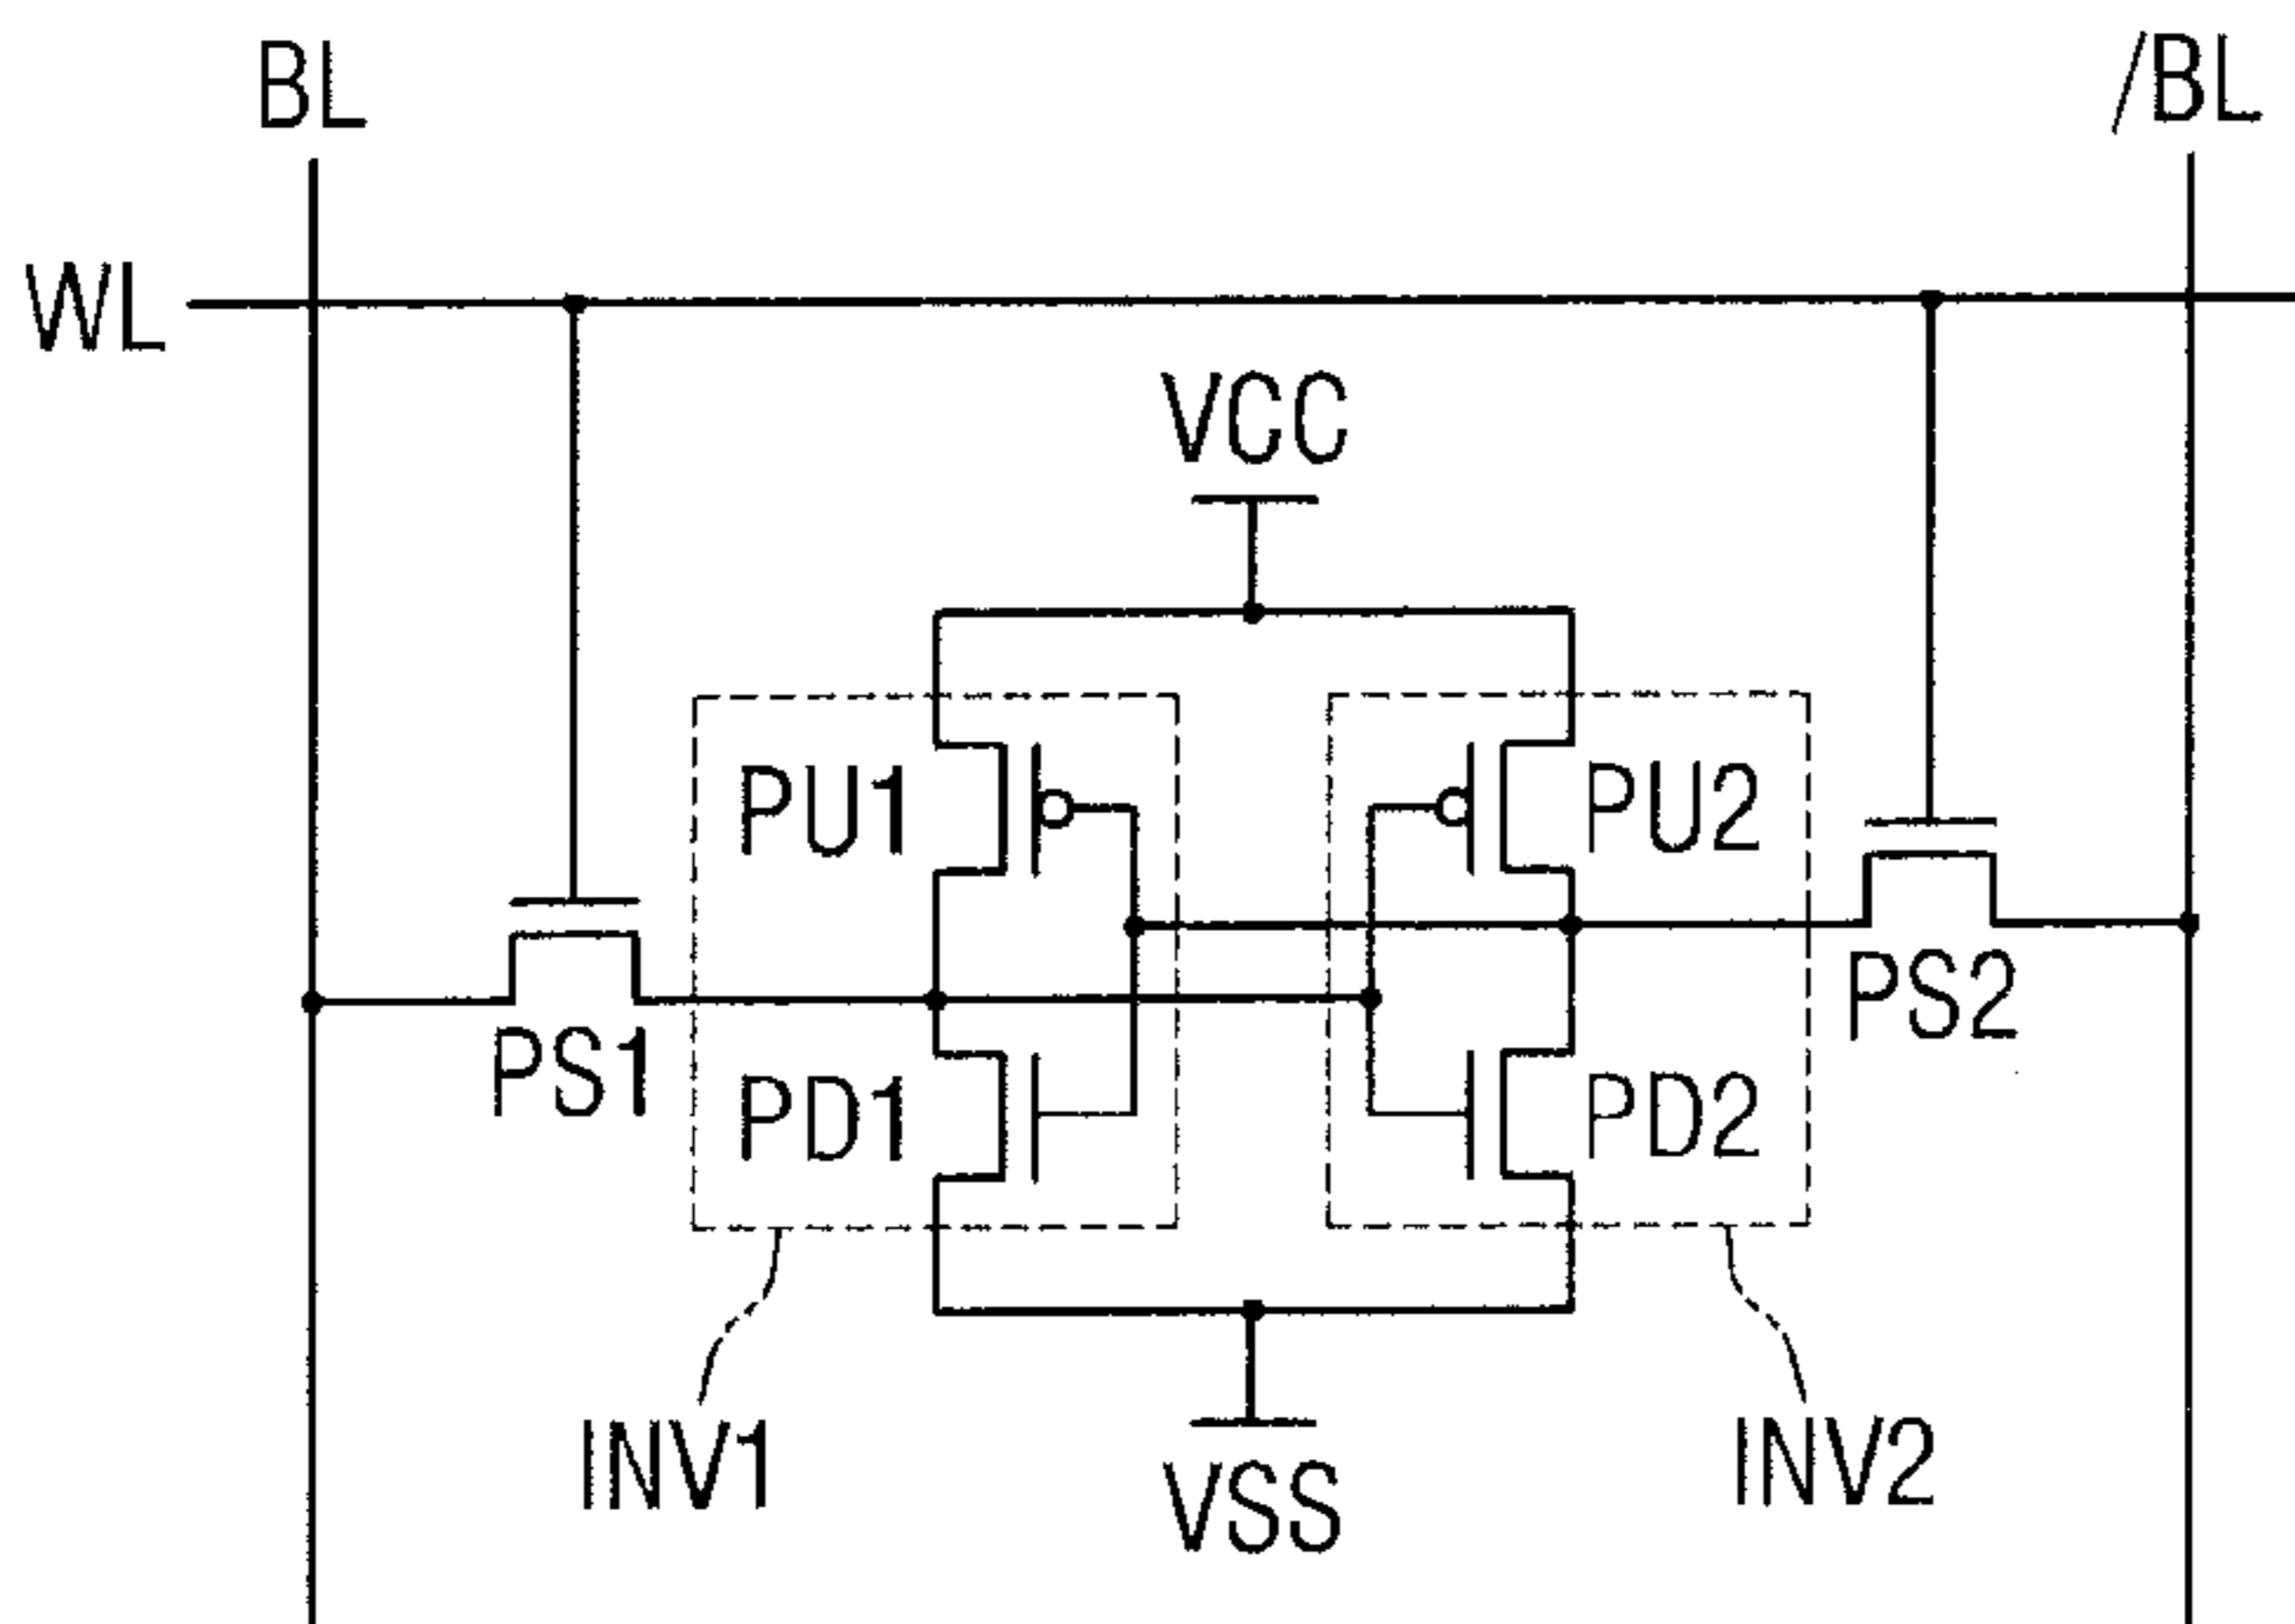 BL
/BL
WL
VCC
PU1
PU2
PS1
PS2
PD1
PD2
INV1
INV2
VSS